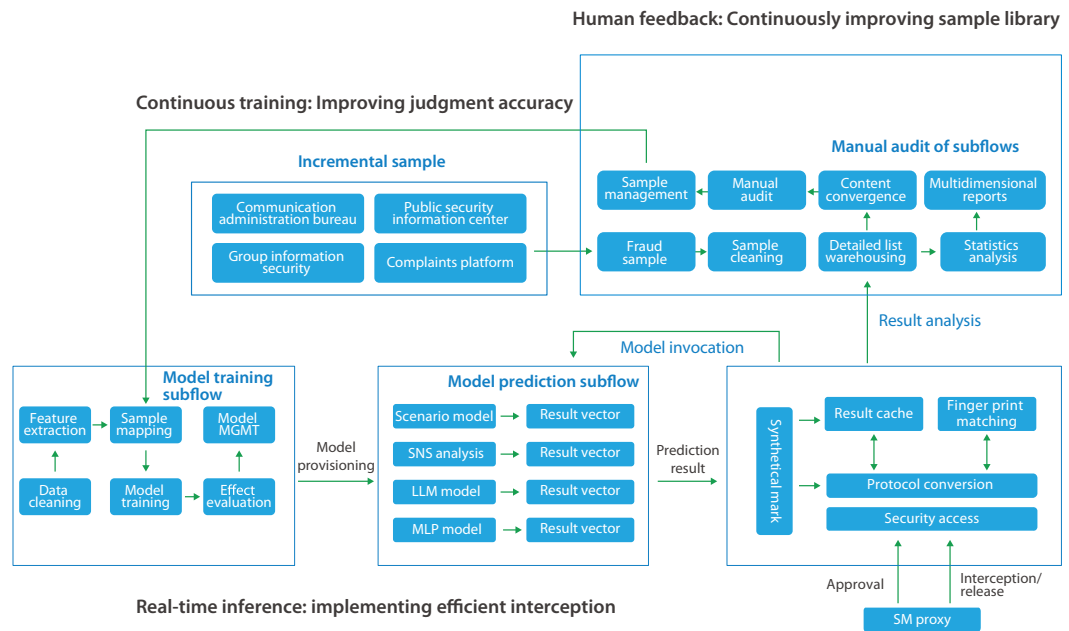 Human feedback: Continuously improving sample library
Continuous training: Improving judgment accuracy
Incremental sample
Communication
administration bureau
Public security
information center
Group information
security
Complaints platform
Manual audit of subflows
Sample
management
Manual
audit
Content
convergence
Multidimensional
reports
Fraud
sample
Sample
cleaning
Detailed list
warehousing
Statistics
analysis
Result analysis
Model invocation
Model training
subflow
Feature
extraction
Sample
mapping
Model
MGMT
Data
cleaning
Model
training
Effect
evaluation
Model
provisioning
Model prediction subflow
Scenario model
Result vector
SNS analysis
Result vector
LLM model
Result vector
MLP model
Result vector
Prediction
result
Synthetical mark
Result cache
Finger print
matching
Protocol conversion
Security access
Approval
Interception/
release
SM proxy
Real-time inference: implementing efficient interception